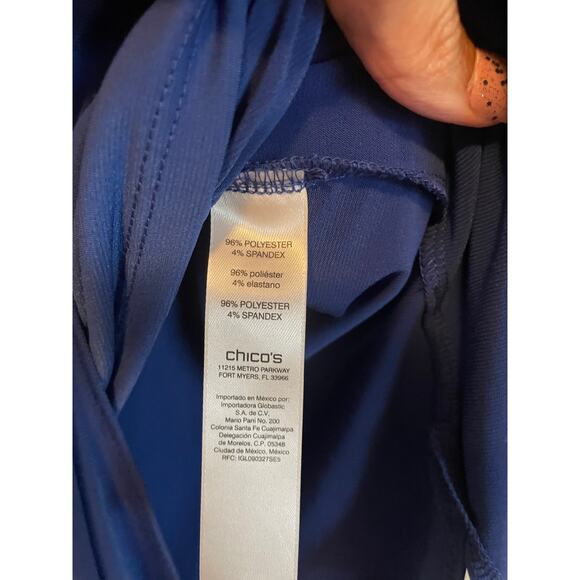 96% POLYESTER
4% SPANDEX
96% poliéster
4% elastano
96% POLYESTER
4% SPANDEX
chico's
11215 METRO PARKWAY
FORT MYERS, FL 33966
Importado en México por:
Importadora Globastic
S.A. de C.V.
Mario Pani No. 200
Colonia Santa Fe Cuajimalpa
Delegación Cuajimalpa
de Morelos, C.P. 05348
Ciudad de México, México
RFC: IGL090327SE5